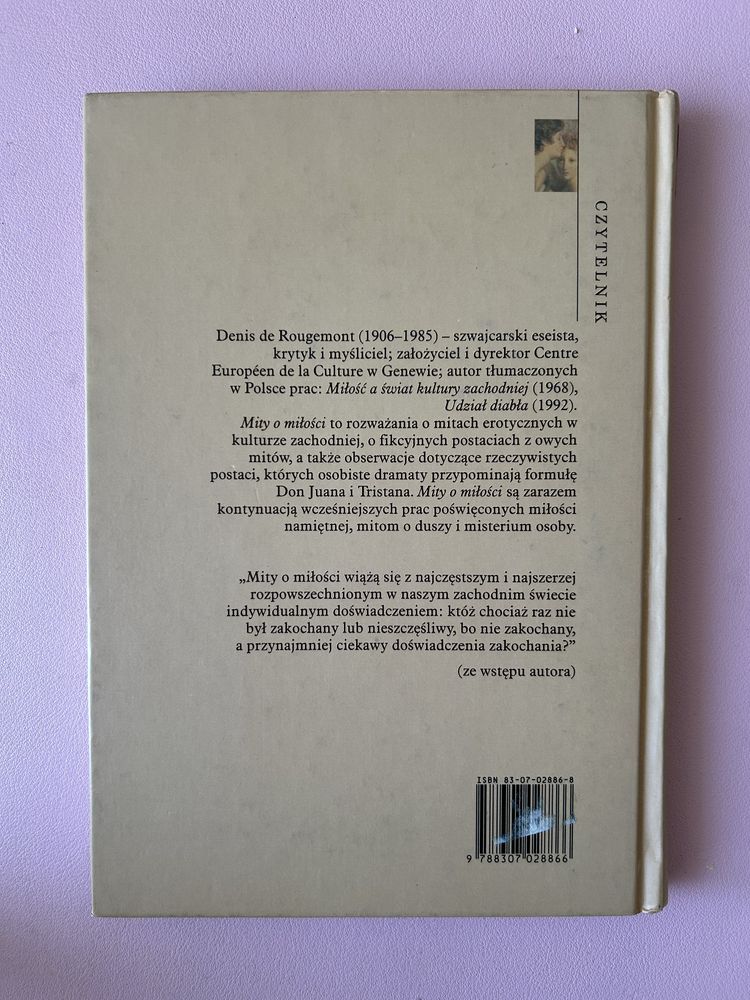 CZYTELNIK
Denis de Rougemont (1906–1985) – szwajcarski eseista,
krytyk i myśliciel; założyciel i dyrektor Centre
Européen de la Culture w Genewie; autor tłumaczonych
w Polsce prac: Miłość a świat kultury zachodniej (1968),
Udział diabła (1992).
Mity o miłości to rozważania o mitach erotycznych w
kulturze zachodniej, o fikcyjnych postaciach z owych
mitów, a także obserwacje dotyczące rzeczywistych
postaci, których osobiste dramaty przypominają formułę
Don Juana i Tristana. Mity o miłości są zarazem
kontynuacją wcześniejszych prac poświęconych miłości
namiętnej, mitom o duszy i misterium osoby.
„Mity o miłości wiążą się z najczęstszym i najszerzej
rozpowszechnionym w naszym zachodnim świecie
indywidualnym doświadczeniem: któż chociaż raz nie
był zakochany lub nieszczęśliwy, bo nie zakochany,
a przynajmniej ciekawy doświadczenia zakochania?”
(ze wstępu autora)
ISBN 83-07-02886-8
9 788307 028866